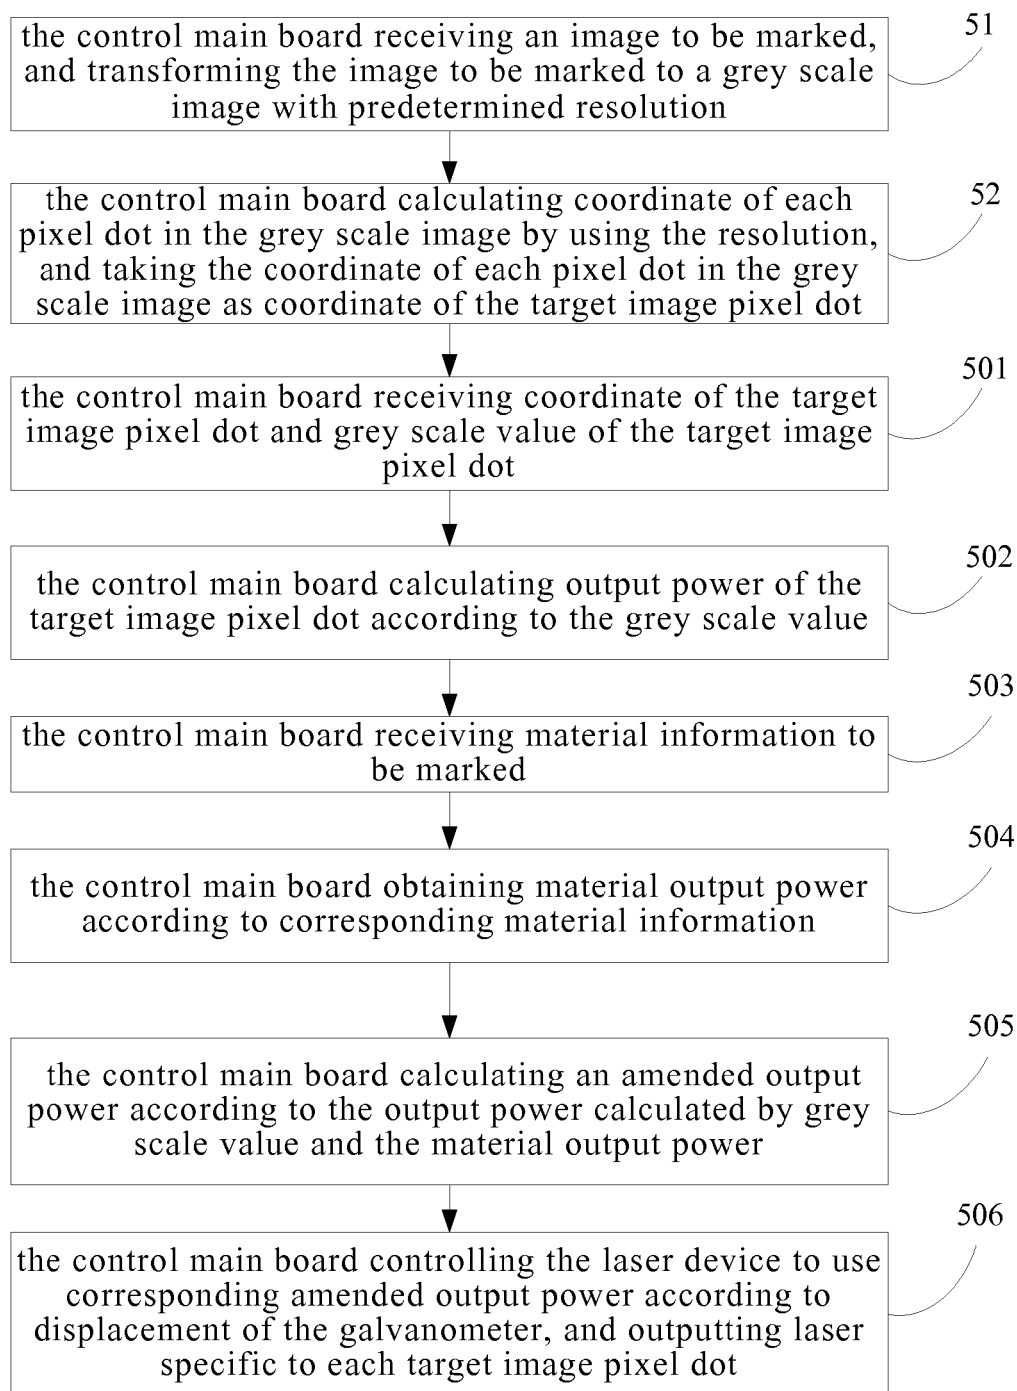 the control main board receiving an image to be marked,
and transforming the image to be marked to a grey scale
image with predetermined resolution
51
the control main board calculating coordinate of each
pixel dot in the grey scale image by using the resolution,
and taking the coordinate of each pixel dot in the grey
scale image as coordinate of the target image pixel dot
52
the control main board receiving coordinate of the target
image pixel dot and grey scale value of the target image
pixel dot
501
the control main board calculating output power of the
target image pixel dot according to the grey scale value
502
the control main board receiving material information to
be marked
503
the control main board obtaining material output power
according to corresponding material information
504
the control main board calculating an amended output
power according to the output power calculated by grey
scale value and the material output power
505
the control main board controlling the laser device to use
corresponding amended output power according to
displacement of the galvanometer, and outputting laser
specific to each target image pixel dot
506